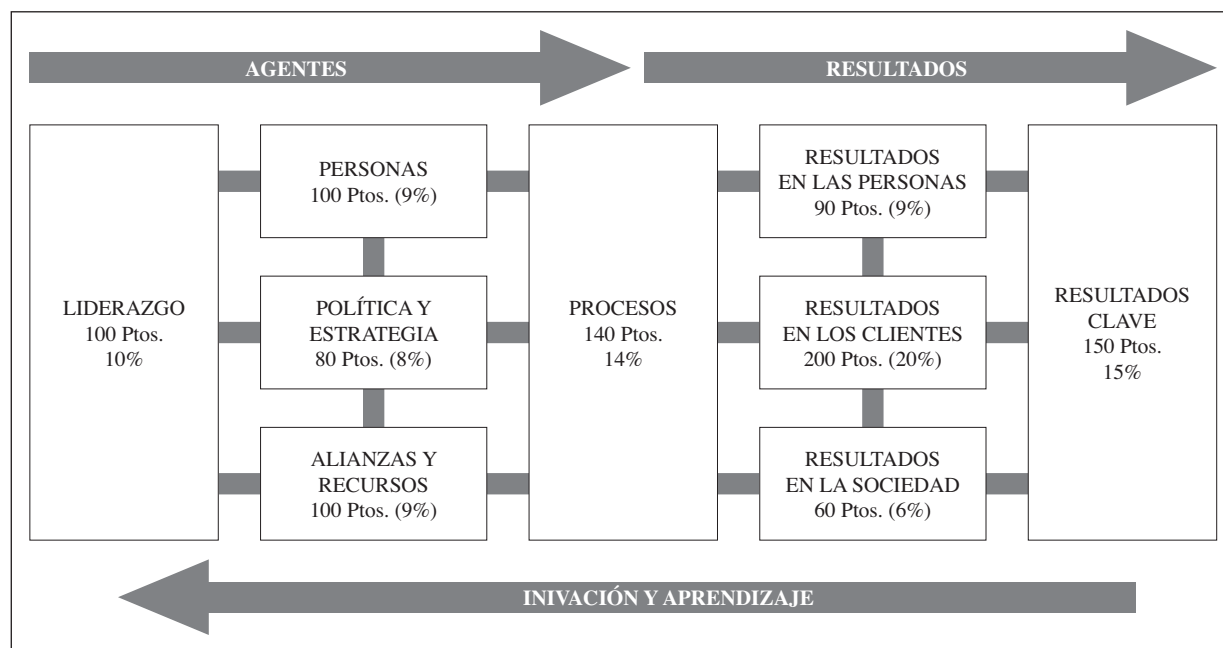 AGENTES
RESULTADOS
LIDERAZGO
100 Ptos.
10%
PERSONAS
100 Ptos. (9%)
POLÍTICA Y
ESTRATEGIA
80 Ptos. (8%)
ALIANZAS Y
RECURSOS
100 Ptos. (9%)
PROCESOS
140 Ptos.
14%
RESULTADOS
EN LAS PERSONAS
90 Ptos. (9%)
RESULTADOS
EN LOS CLIENTES
200 Ptos. (20%)
RESULTADOS
EN LA SOCIEDAD
60 Ptos. (6%)
RESULTADOS
CLAVE
150 Ptos.
15%
INIVACIÓN Y APRENDIZAJE